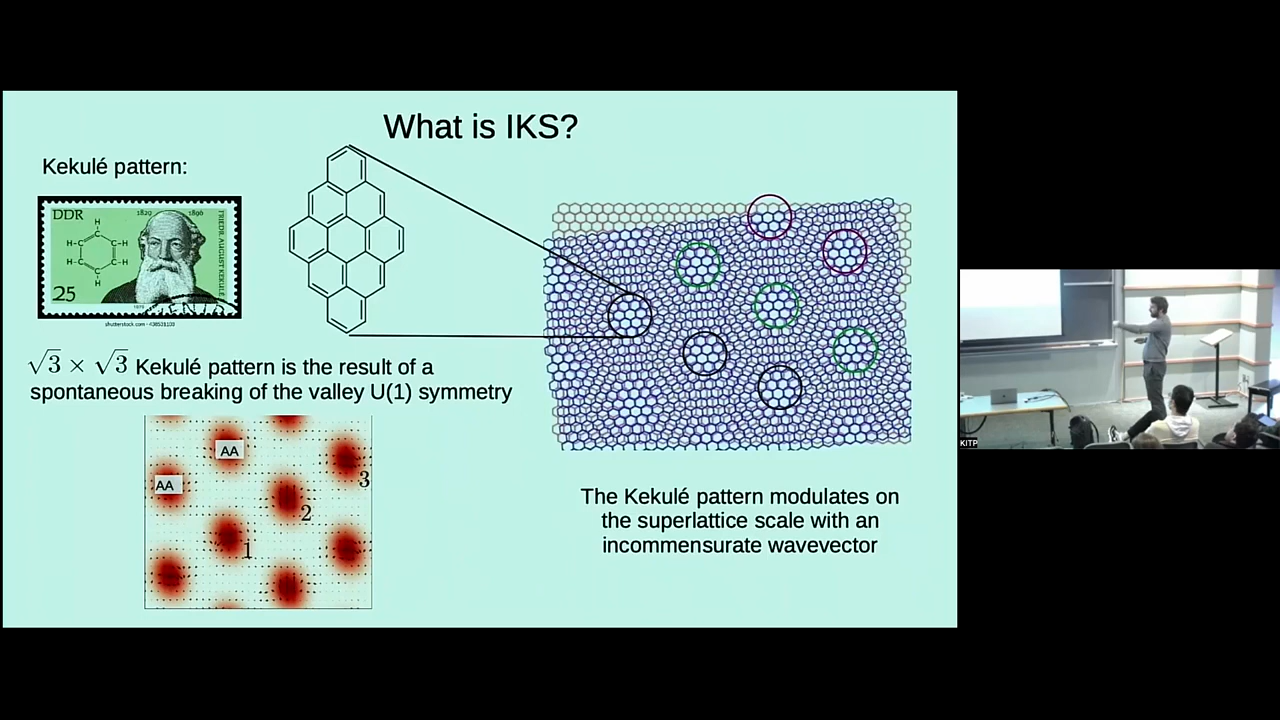 What is IKS?
Kekulé pattern:
DDR
1829 1896
FRIEDR. AUGUST KEKULÉ
H
H-C C-H
H-C C-H
H
25
shutterstock.com
√3 × √3 Kekulé pattern is the result of a
spontaneous breaking of the valley U(1) symmetry
AA
AA
3
2
1
The Kekulé pattern modulates on
the superlattice scale with an
incommensurate wavevector
KITP